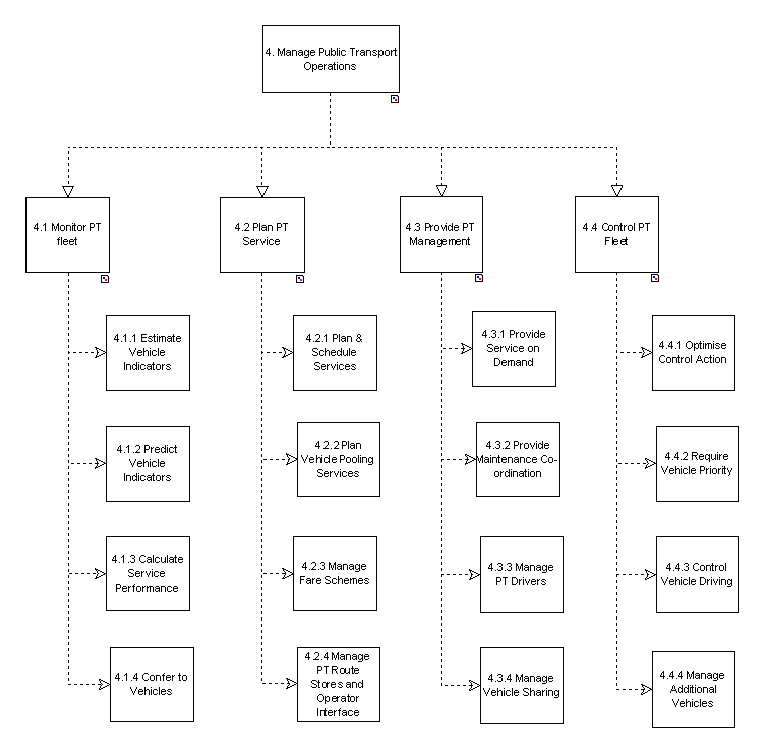 4. Manage Public Transport
Operations
4.1 Monitor PT
fleet
4.2 Plan PT
Service
4.3 Provide PT
Management
4.4 Control PT
Fleet
4.1.1 Estimate
Vehicle
Indicators
4.2.1 Plan &
Schedule
Services
4.3.1 Provide
Service on
Demand
4.4.1 Optimise
Control Action
4.1.2 Predict
Vehicle
Indicators
4.2.2 Plan
Vehicle Pooling
Services
4.3.2 Provide
Maintenance Co-
ordination
4.4.2 Require
Vehicle Priority
4.1.3 Calculate
Service
Performance
4.2.3 Manage
Fare Schemes
4.3.3 Manage
PT Drivers
4.4.3 Control
Vehicle Driving
4.1.4 Confer to
Vehicles
4.2.4 Manage
PT Route
Stores and
Operator
Interface
4.3.4 Manage
Vehicle Sharing
4.4.4 Manage
Additional
Vehicles